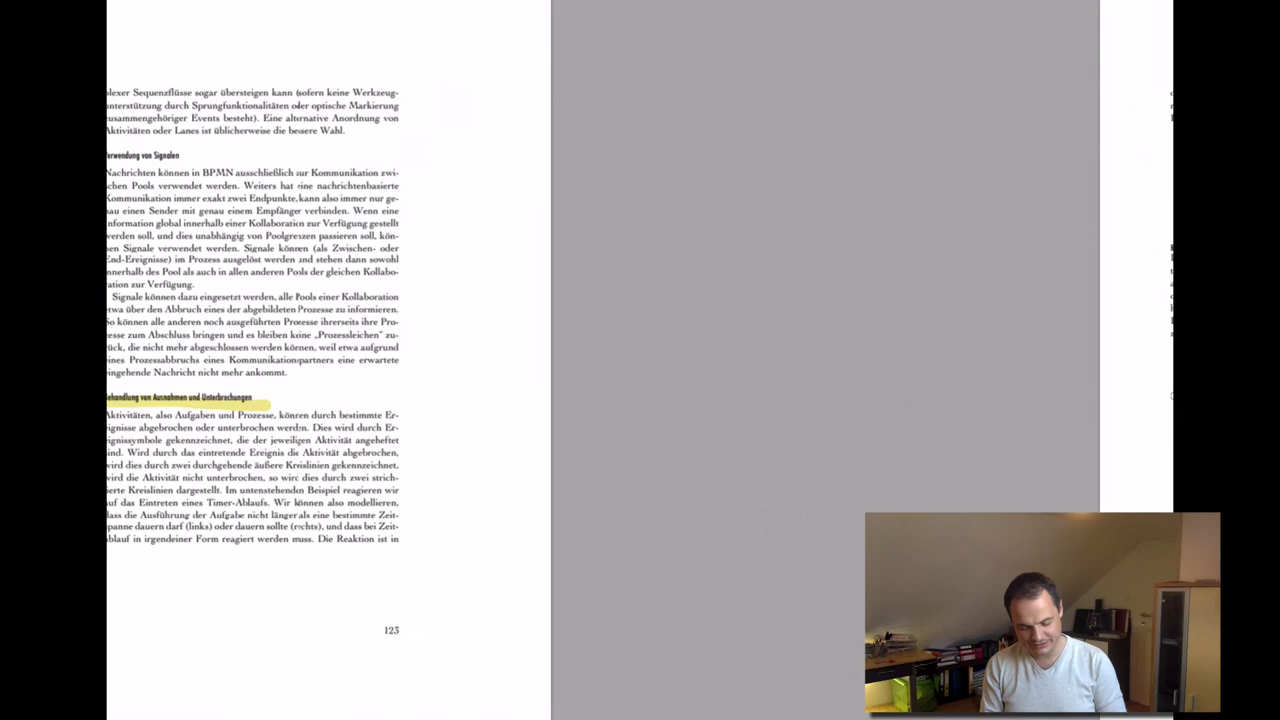 plexer Sequenzflüsse sogar übersteigen kann (sofern keine Werkzeug-
unterstützung durch Sprungfunktionalitäten oder optische Markierung
zusammengehöriger Events besteht). Eine alternative Anordnung von
Aktivitäten oder Lanes ist üblicherweise die bessere Wahl.
Verwendung von Signalen
Nachrichten können in BPMN ausschließlich zur Kommunikation zwi-
schen Pools verwendet werden. Weiters hat eine nachrichtenbasierte
Kommunikation immer exakt zwei Endpunkte, kann also immer nur ge-
nau einen Sender mit genau einem Empfänger verbinden. Wenn eine
Information global innerhalb einer Kollaboration zur Verfügung gestellt
werden soll, und dies unabhängig von Poolgrenzen passieren soll, kön-
nen Signale verwendet werden. Signale können (als Zwischen- oder
End-Ereignisse) im Prozess ausgelöst werden und stehen dann sowohl
innerhalb des Pool als auch in allen anderen Pools der gleichen Kollabo-
ration zur Verfügung.
Signale können dazu eingesetzt werden, alle Pools einer Kollaboration
etwa über den Abbruch eines der abgebildeten Prozesse zu informieren.
So können alle anderen noch ausgeführten Prozesse ihrerseits ihre Pro-
zesse zum Abschluss bringen und es bleiben keine „Prozessleichen" zu-
rück, die nicht mehr abgeschlossen werden können, weil etwa aufgrund
eines Prozessabbruchs eines Kommunikationspartners eine erwartete
eingehende Nachricht nicht mehr ankommt.
Behandlung von Ausnahmen und Unterbrechungen
Aktivitäten, also Aufgaben und Prozesse, können durch bestimmte Er-
eignisse abgebrochen oder unterbrochen werden. Dies wird durch Er-
eignissymbole gekennzeichnet, die der jeweiligen Aktivität angeheftet
sind. Wird durch das eintretende Ereignis die Aktivität abgebrochen,
wird dies durch zwei durchgehende äußere Kreislinien gekennzeichnet,
wird die Aktivität nicht unterbrochen, so wird dies durch zwei strich-
lierte Kreislinien dargestellt. Im untenstehenden Beispiel reagieren wir
auf das Eintreten eines Timer-Ablaufs. Wir können also modellieren,
dass die Ausführung der Aufgabe nicht länger als eine bestimmte Zeit-
spanne dauern darf (links) oder dauern sollte (rechts), und dass bei Zeit-
ablauf in irgendeiner Form reagiert werden muss. Die Reaktion ist in
123